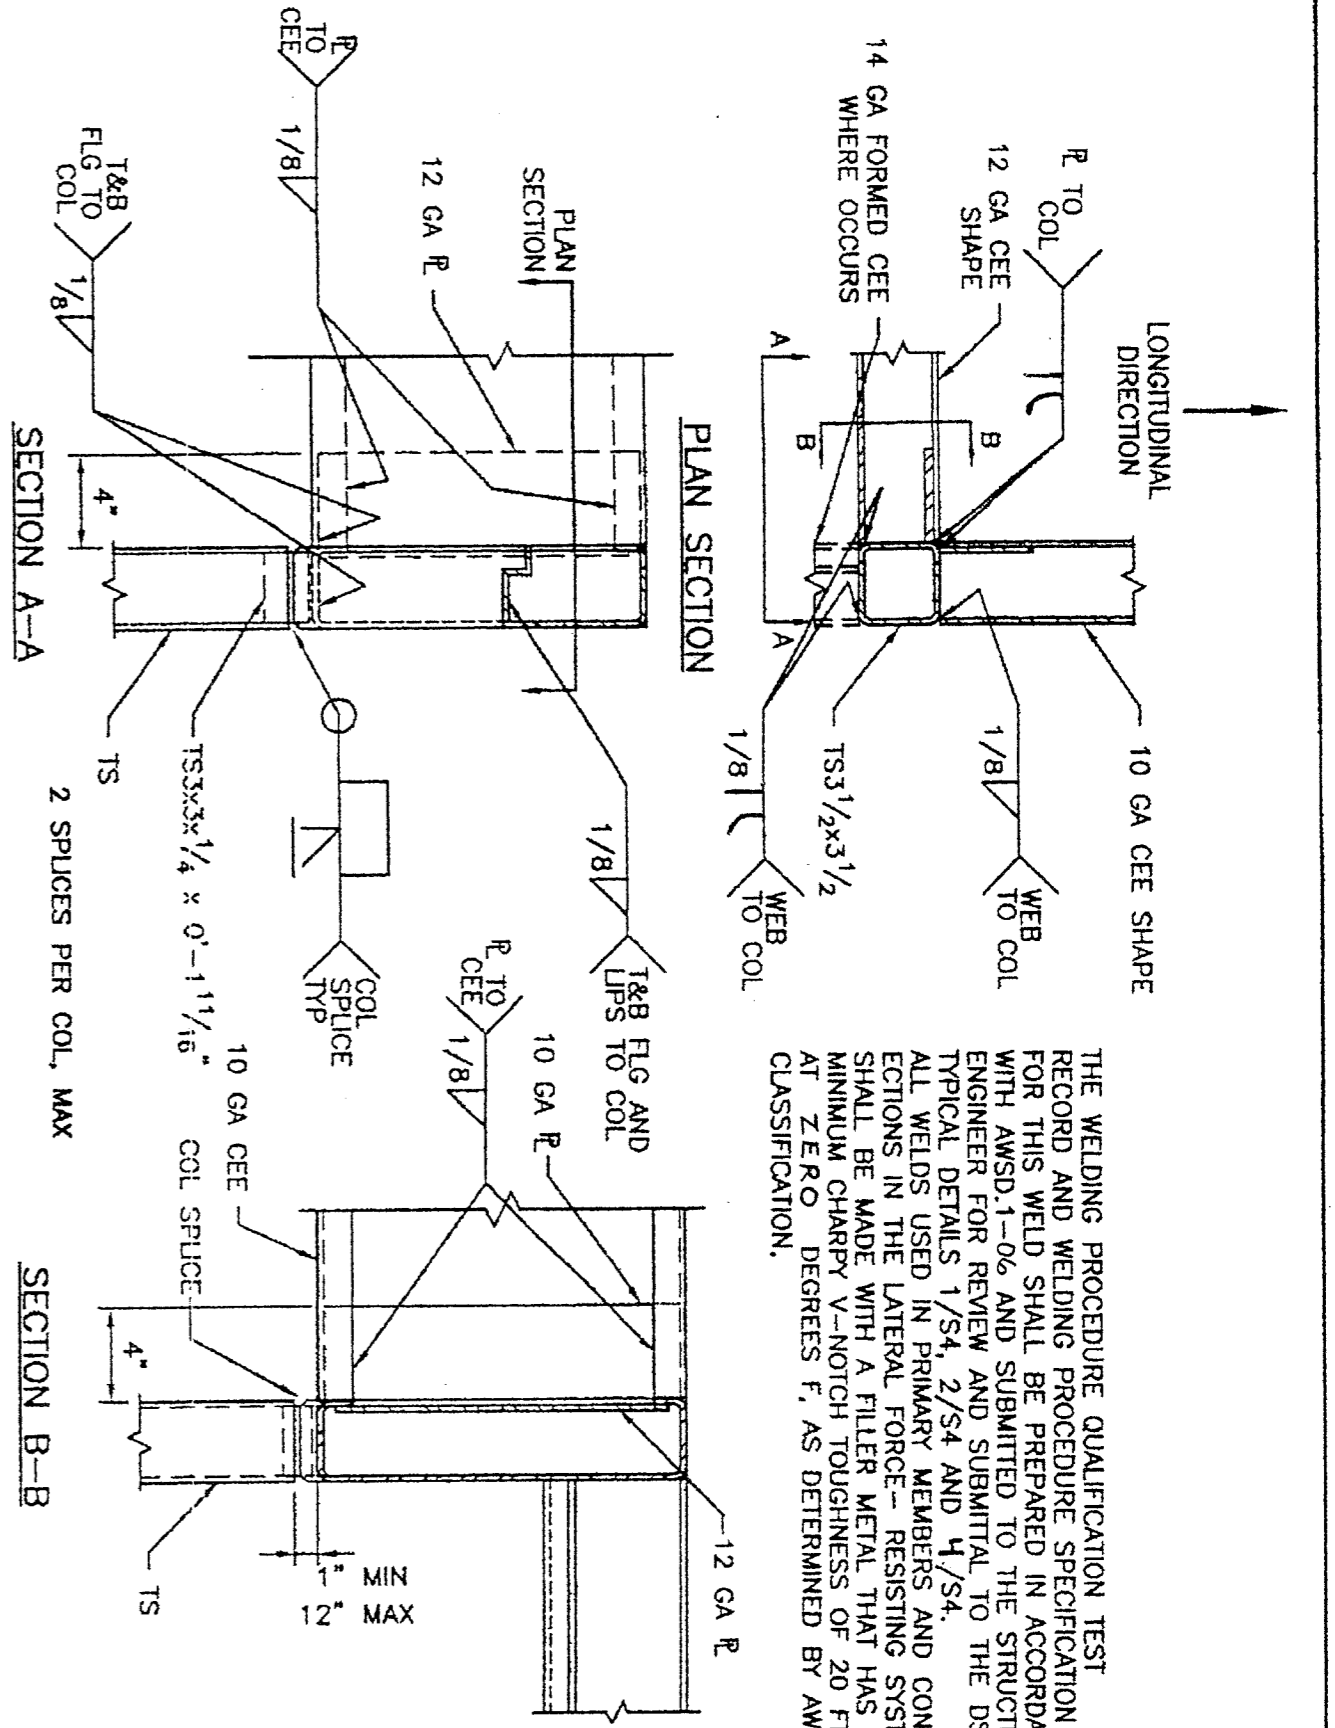 LONGITUDINAL
DIRECTION
10 GA CEE SHAPE
PL TO
COL
12 GA CEE
SHAPE
14 GA FORMED CEE
WHERE OCCURS
A
A
B
B
1/8
WEB
TO COL
TS3 1/2x3 1/2
1/8
WEB
TO COL
PLAN SECTION
PLAN
SECTION
12 GA PL
1/8
PL
TO
CEE
1/8
T&B
FLG TO
COL
4"
1/8
T&B FLG AND
LIPS TO COL
COL
SPLICE
TYP
TS3x3x1/4 x 0'-1 11/16"
TS
2 SPLICES PER COL, MAX
SECTION A-A
THE WELDING PROCEDURE QUALIFICATION TEST
RECORD AND WELDING PROCEDURE SPECIFICATION
FOR THIS WELD SHALL BE PREPARED IN
WITH AWSD.1-06 AND SUBMITTED TO THE
ENGINEER FOR REVIEW AND SUBMITTAL TO THE
TYPICAL DETAILS 1/S4, 2/S4 AND 4/S4.
ALL WELDS USED IN PRIMARY MEMBERS AND
ECTIONS IN THE LATERAL FORCE- RESISTING
SHALL BE MADE WITH A FILLER METAL THAT HAS
MINIMUM CHARPY V-NOTCH TOUGHNESS OF 20
AT ZERO DEGREES F, AS DETERMINED BY
CLASSIFICATION.
PL TO
CEE
1/8
10 GA PL
10 GA CEE
COL SPLICE
12 GA PL
4"
1" MIN
12" MAX
TS
SECTION B-B